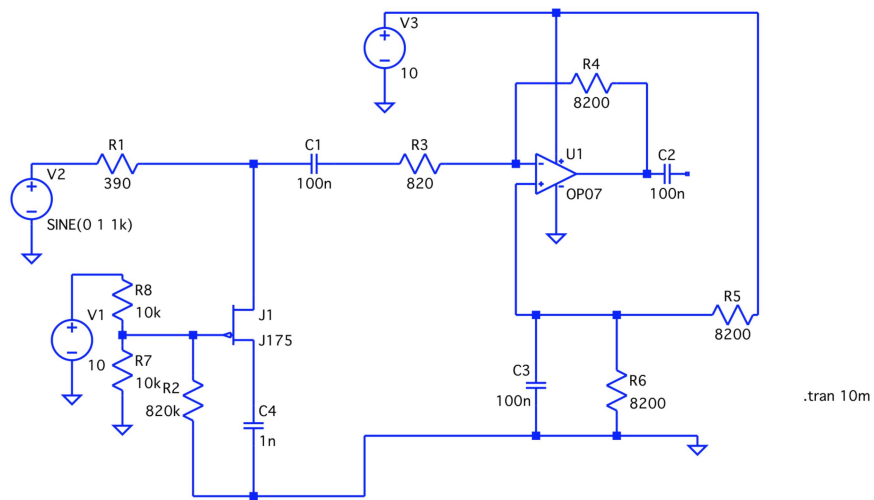 V3
10
R4
8200
R1
390
C1
100n
R3
820
U1
OP07
C2
100n
V2
SINE(0 1 1k)
R8
10k
V1
10
R7
10k
J1
J175
R2
820k
C4
1n
R5
8200
C3
100n
R6
8200
.tran 10m